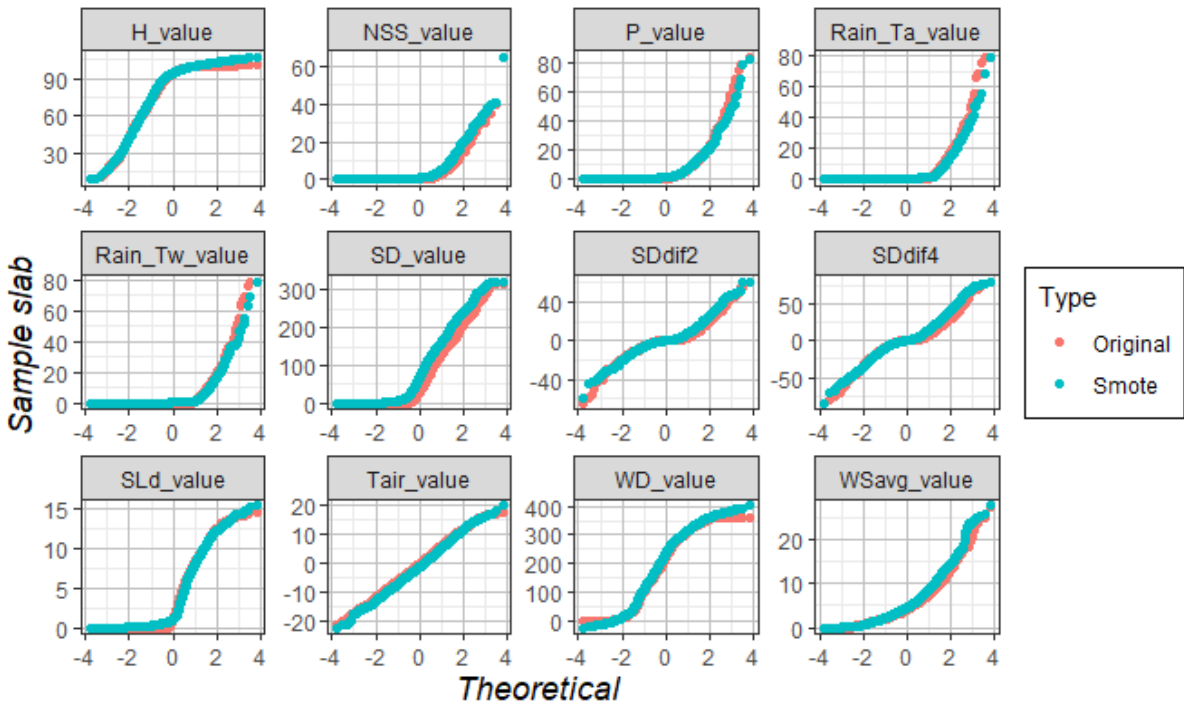 H_value NSS_value P_value Rain_Ta_value
90 60 30
60 40 20 0
80 60 40 20 0
80 60 40 20 0
-4 -2 0 2 4 -4 -2 0 2 4 -4 -2 0 2 4 -4 -2 0 2 4
Rain_Tw_value SD_value SDdif2 SDdif4
80 60 40 20 0
300 200 100 0
40 0 -40
50 0 -50
-4 -2 0 2 4 -4 -2 0 2 4 -4 -2 0 2 4 -4 -2 0 2 4
SLd_value Tair_value WD_value WSavg_value
15 10 5 0
20 10 0 -10 -20
400 300 200 100 0
20 10 0
-4 -2 0 2 4 -4 -2 0 2 4 -4 -2 0 2 4 -4 -2 0 2 4
Sample slab
Theoretical
Type
Original
Smote